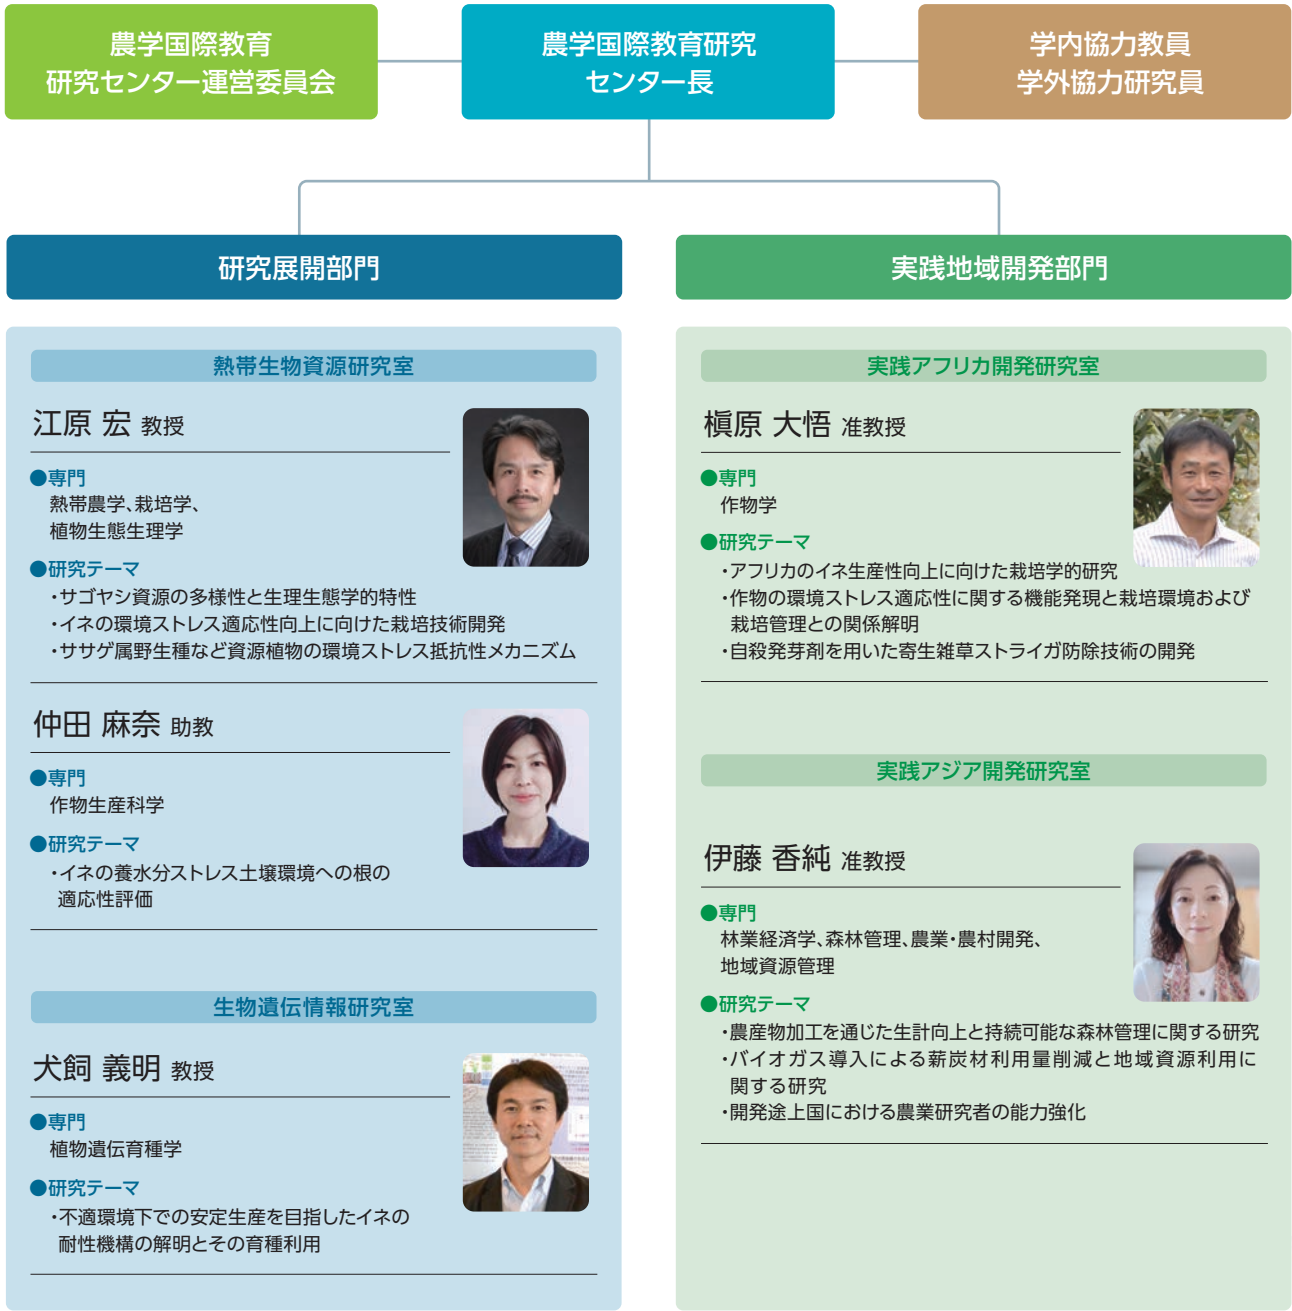 農学国際教育
研究センター運営委員会
農学国際教育研究
センター長
学内協力教員
学外協力研究員
研究展開部門
熱帯生物資源研究室
江原 宏 教授
●専門
熱帯農学、栽培学、
植物生態生理学
●研究テーマ
・サゴヤシ資源の多様性と生理生態学的特性
・イネの環境ストレス適応性向上に向けた栽培技術開発
・ササゲ属野生種など資源植物の環境ストレス抵抗性メカニズム
仲田 麻奈 助教
●専門
作物生産科学
●研究テーマ
・イネの養水分ストレス土壌環境への根の
適応性評価
生物遺伝情報研究室
犬飼 義明 教授
●専門
植物遺伝育種学
●研究テーマ
・不適環境下での安定生産を目指したイネの
耐性機構の解明とその育種利用
実践地域開発部門
実践アフリカ開発研究室
槇原 大悟 准教授
●専門
作物学
●研究テーマ
・アフリカのイネ生産性向上に向けた栽培学的研究
・作物の環境ストレス適応性に関する機能発現と栽培環境および
栽培管理との関係解明
・自殺発芽剤を用いた寄生雑草ストライガ防除技術の開発
実践アジア開発研究室
伊藤 香純 准教授
●専門
林業経済学、森林管理、農業・農村開発、
地域資源管理
●研究テーマ
・農産物加工を通じた生計向上と持続可能な森林管理に関する研究
・バイオガス導入による薪炭材利用量削減と地域資源利用に
関する研究
・開発途上国における農業研究者の能力強化